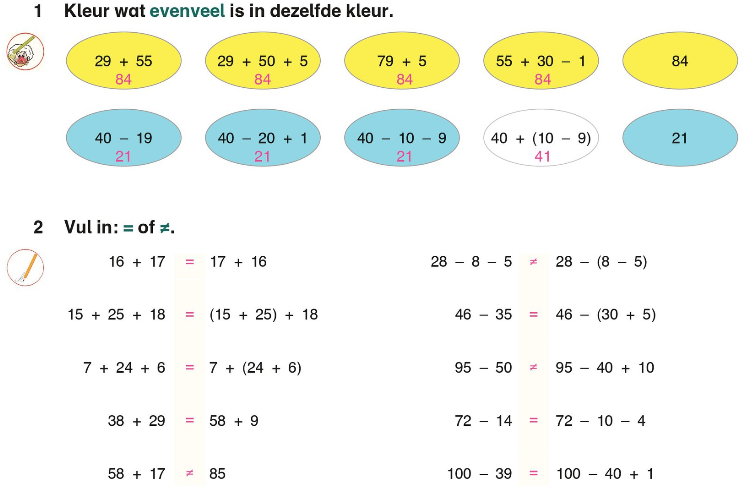 1 Kleur wat evenveel is in dezelfde kleur.
29 + 55 29 + 50 + 5 79 + 5 55 + 30 − 1 84
84 84 84 84
40 − 19 40 − 20 + 1 40 − 10 − 9 40 + (10 − 9) 21
21 21 21 41
2 Vul in: = of ≠.
16 + 17 = 17 + 16 28 − 8 − 5 ≠ 28 − (8 − 5)
15 + 25 + 18 = (15 + 25) + 18 46 − 35 = 46 − (30 + 5)
7 + 24 + 6 = 7 + (24 + 6) 95 − 50 ≠ 95 − 40 + 10
38 + 29 = 58 + 9 72 − 14 = 72 − 10 − 4
58 + 17 ≠ 85 100 − 39 = 100 − 40 + 1